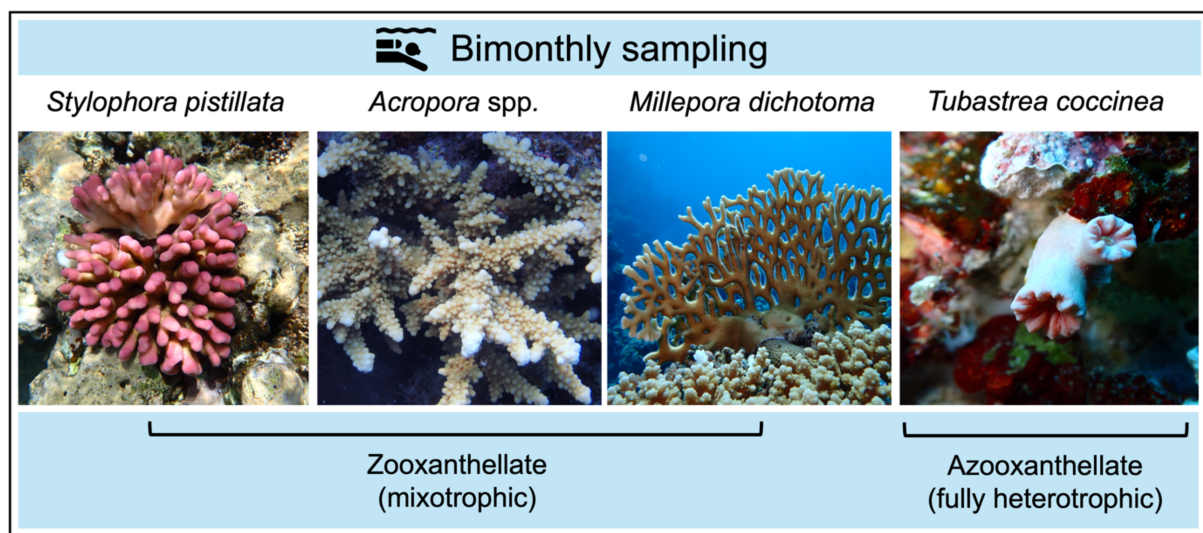 Bimonthly sampling
Stylophora pistillata
Acropora spp.
Millepora dichotoma
Tubastrea coccinea
Zooxanthellate
(mixotrophic)
Azooxanthellate
(fully heterotrophic)